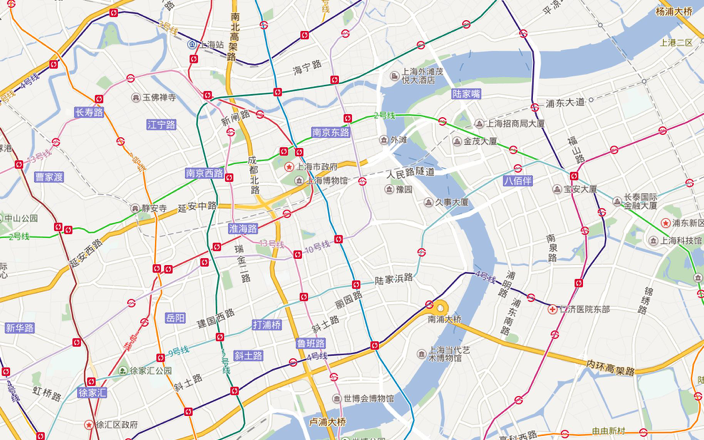 杨浦大桥
平凉
上港二区
南北高架路
4号线
上海站
海宁路
上海外滩茂
悦大酒店
陆家嘴
浦东大道
玉佛禅寺
长寿路
江宁路
新闸路
南京东路
2号线
上海招商局大厦
外滩
金茂大厦
福山路
曹家渡
南京西路
成都北路
上海市政府
上海博物馆
人民路隧道
豫园
八佰伴
宝安大厦
长泰国际
金融大厦
静安寺
延安中路
久事大厦
中山公园
2号线
淮海路
浦东新区
上海科技馆
延安西路
13号线
10号线
瑞金二路
南泉路
陆家浜路
4号线
浦明路
浦东南路
锦绣路
丽园路
仁济医院东部
岳阳
建国西路
打浦桥
斜土路
南浦大桥
新华路
鲁班路
9号线
斜土路
4号线
上海当代艺
术博物馆
内环高架路
徐家汇公园
斜土路
虹桥路
徐家汇
世博会博物馆
徐汇区政府
卢浦大桥
由由新村